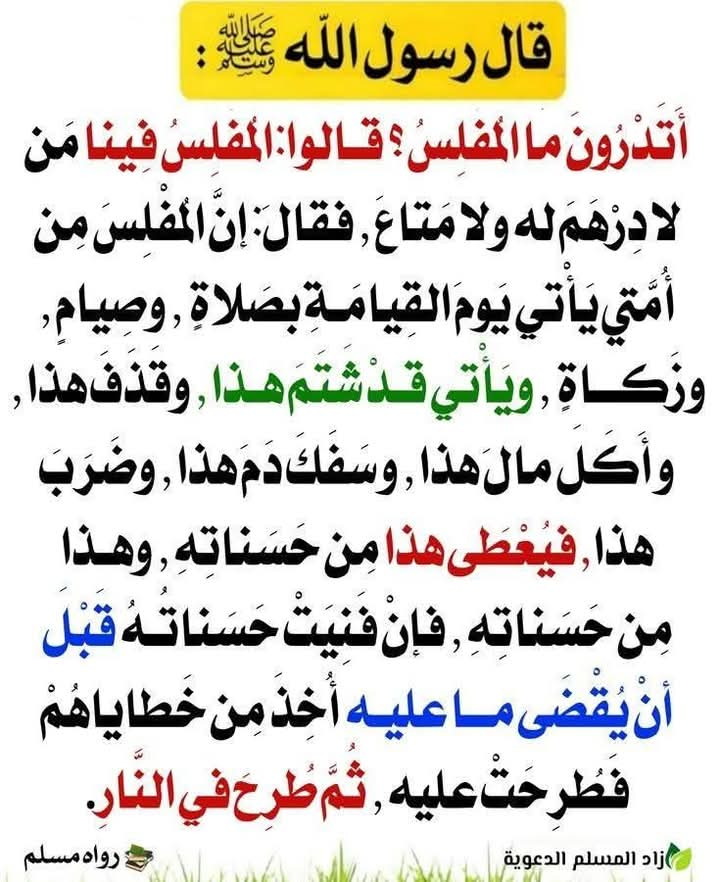 قال رسول الله ﷺ :
أَتَدْرُونَ ما المُفلِسُ؟ قالوا: المُفلِسُ فِينا مَن
لا دِرْهَمَ له ولا مَتاعَ , فقالَ: إنَّ المُفْلِسَ مِن
أُمَّتي يَأْتي يَومَ القِيامَةِ بصَلاةٍ , وصِيامٍ ,
وزَكاةٍ , ويَأْتي قدْ شَتَمَ هذا , وقَذَفَ هذا ,
وأَكَلَ مالَ هذا , وسَفَكَ دَمَ هذا , وضَرَبَ
هذا , فيُعْطَى هذا مِن حَسَناتِهِ , وهذا
مِن حَسَناتِهِ , فإنْ فَنِيَتْ حَسَناتُهُ قَبْلَ
أنْ يُقْضَى ما عليه أُخِذَ مِن خَطاياهُمْ
فَطُرِحَتْ عليه , ثُمَّ طُرِحَ في النَّارِ.
زاد المسلم الدعوية
رواه مسلم